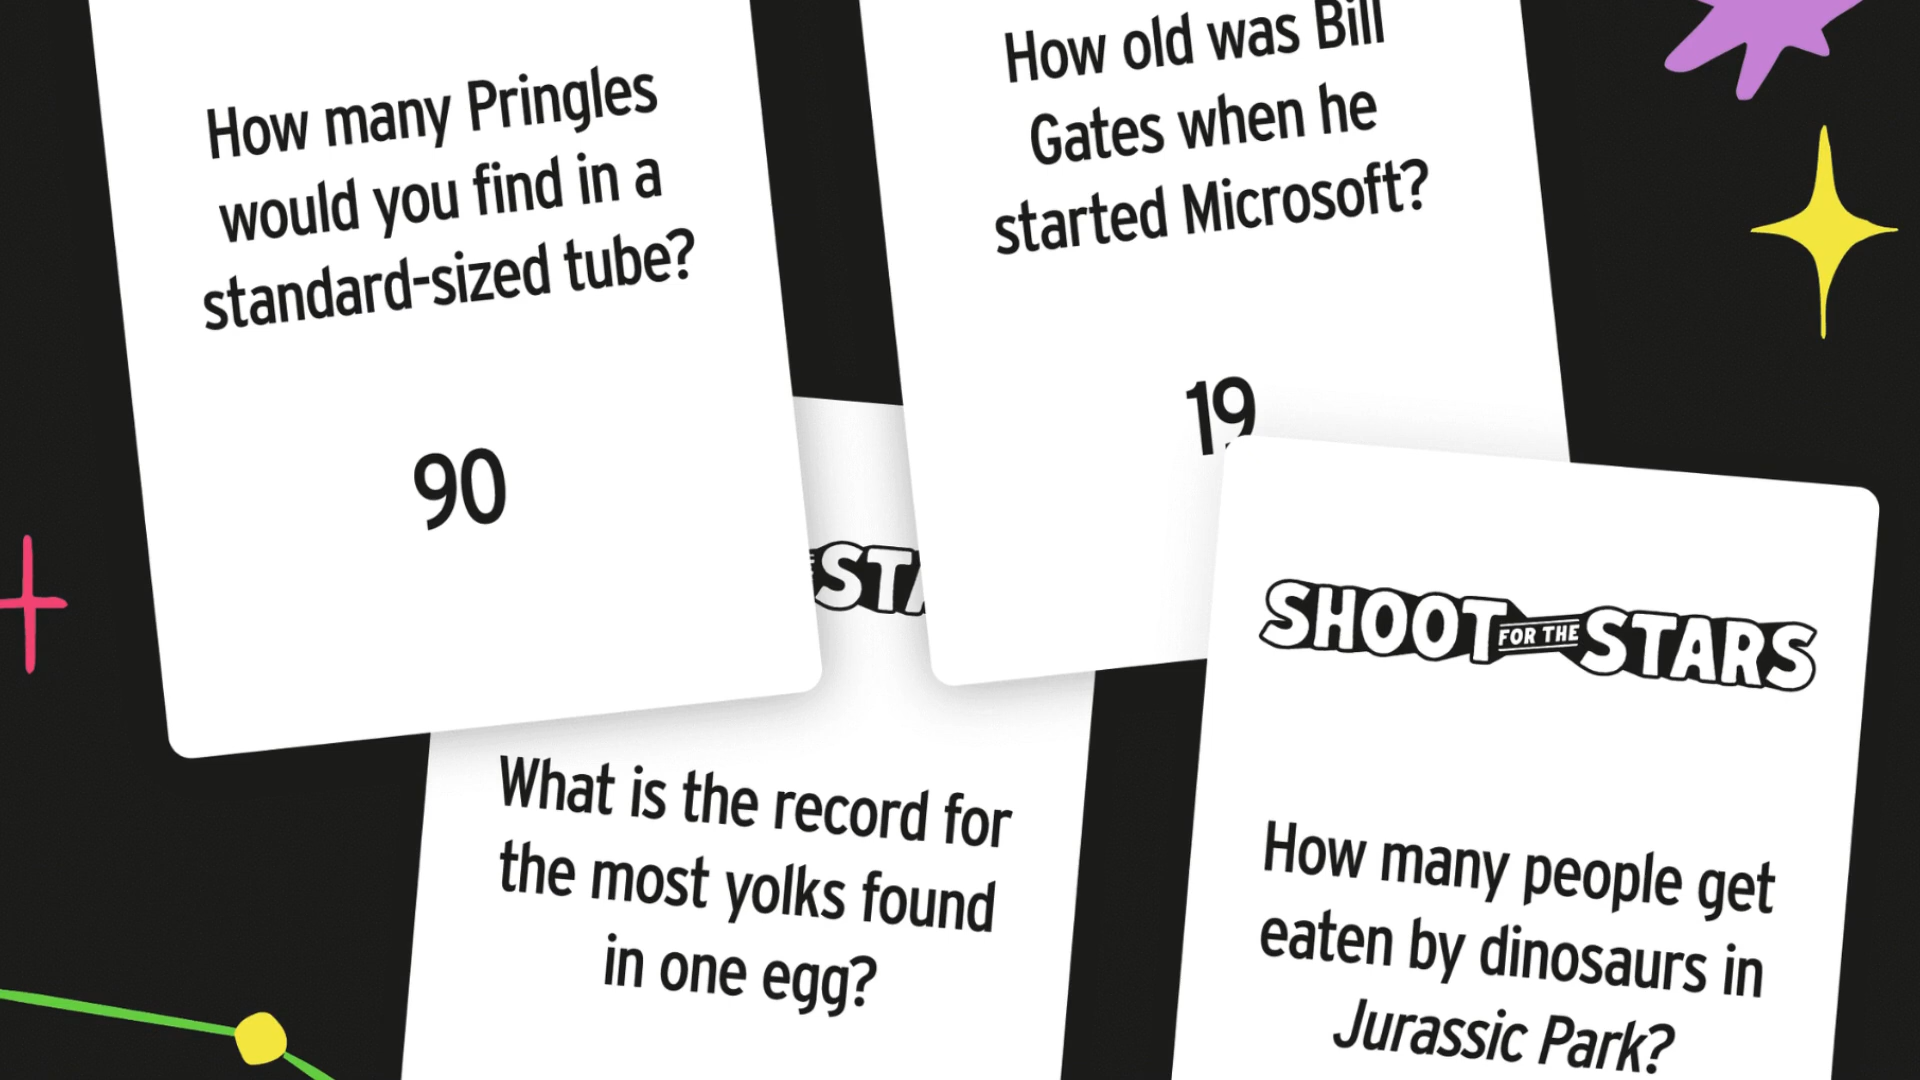 How many Pringles
would you find in a
standard-sized tube?
90
How old was Bill
Gates when he
started Microsoft?
19
What is the record for
the most yolks found
in one egg?
SHOOT FOR THE STARS
How many people get
eaten by dinosaurs in
Jurassic Park?